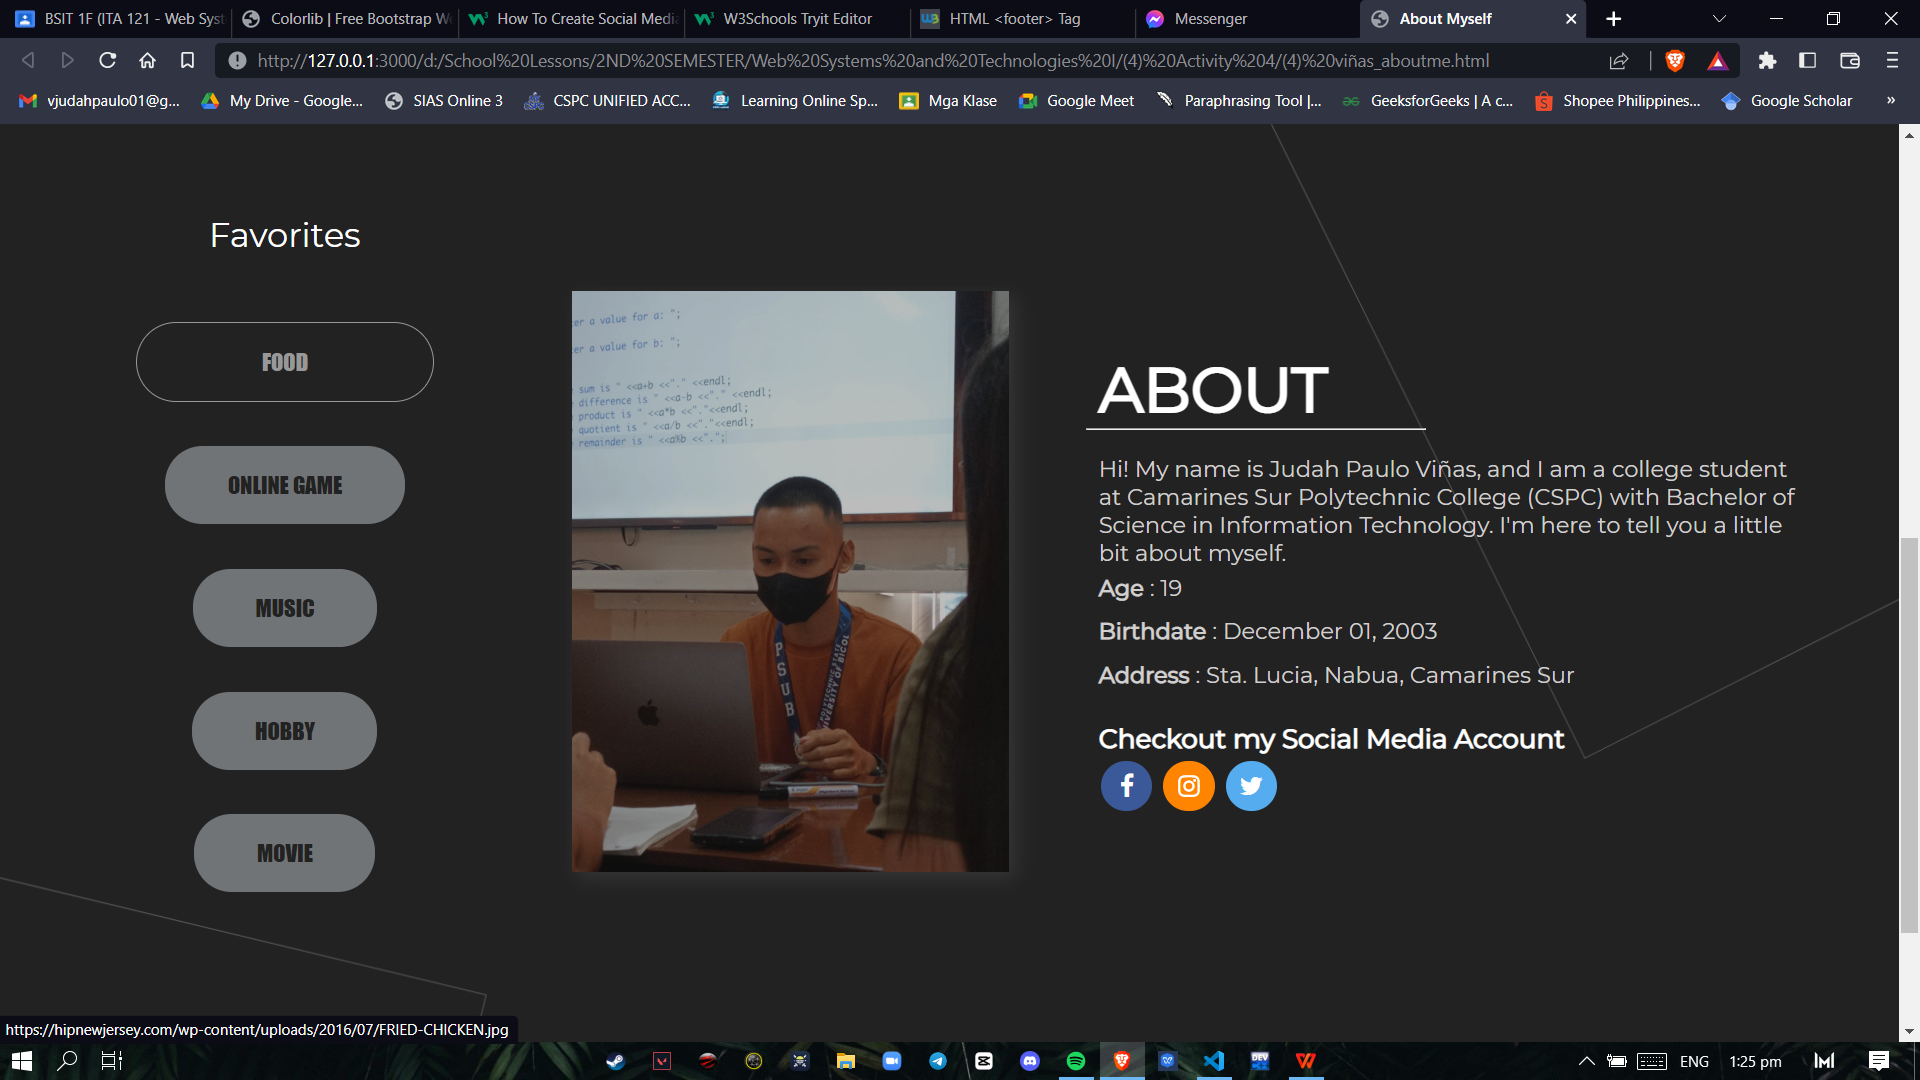 BSIT 1F (ITA 121 - Web Syst
Colorlib | Free Bootstrap W
How To Create Social Media
W3Schools Tryit Editor
HTML <footer> Tag
Messenger
About Myself
http://127.0.0.1:3000/d:/School%20Lessons/2ND%20SEMESTER/Web%20Systems%20and%20Technologies%20I/(4)%20Activity%204/(4)%20viñas_aboutme.html
vjudahpaulo01@g...
My Drive - Google...
SIAS Online 3
CSPC UNIFIED ACC...
Learning Online Sp...
Mga Klase
Google Meet
Paraphrasing Tool |...
GeeksforGeeks | A c...
Shopee Philippines...
Google Scholar
»
Favorites
FOOD
ONLINE GAME
MUSIC
HOBBY
MOVIE
er a value for a: ";
er a value for b: ";
sum is " <<a+b <<"." <<endl;
difference is " <<a-b <<"." <<endl;
product is " <<a*b <<"."<<endl;
quotient is " <<a/b <<"."<<endl;
remainder is " <<a%b <<".";
PSUB
POLYTECHNIC STATE
UNIVERSITY OF BICOL
ABOUT
Hi! My name is Judah Paulo Viñas, and I am a college student
at Camarines Sur Polytechnic College (CSPC) with Bachelor of
Science in Information Technology. I'm here to tell you a little
bit about myself.
Age : 19
Birthdate : December 01, 2003
Address : Sta. Lucia, Nabua, Camarines Sur
Checkout my Social Media Account
https://hipnewjersey.com/wp-content/uploads/2016/07/FRIED-CHICKEN.jpg
DEV
ENG
1:25 pm